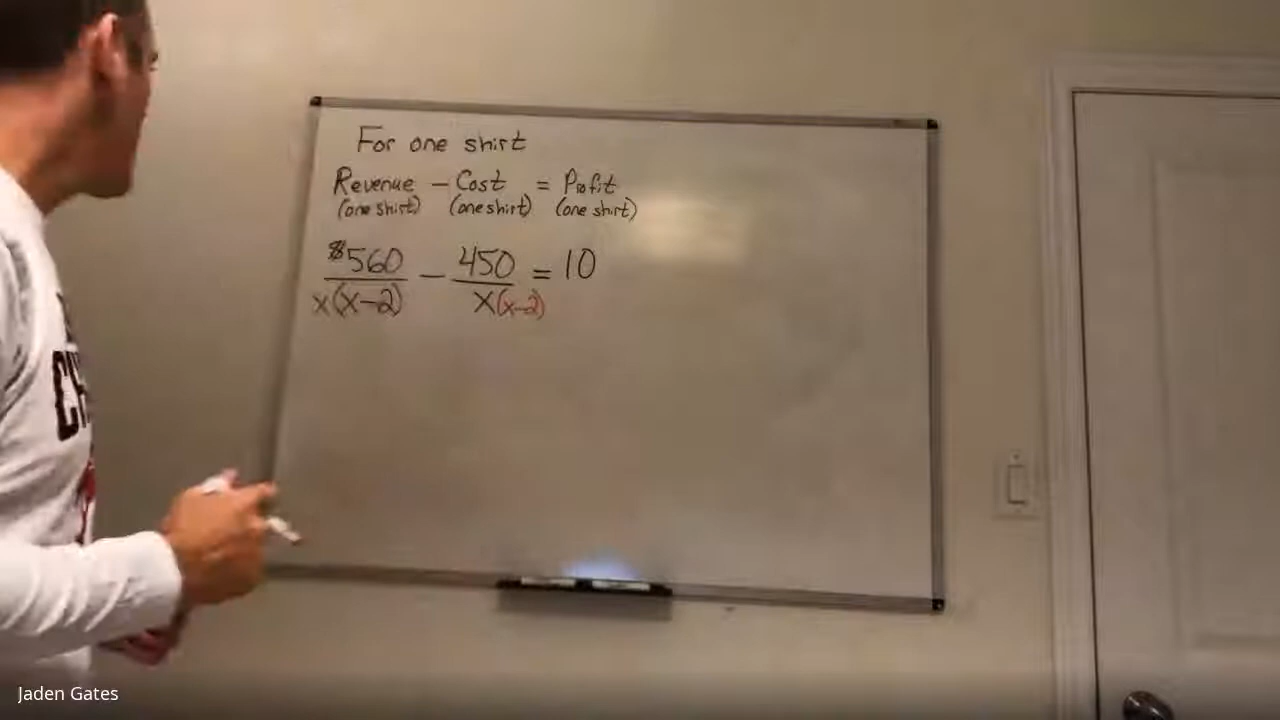 For one shirt
Revenue - Cost = Profit
(one shirt) (one shirt) (one shirt)
$560 - 450 = 10
x(x-2) x(x-2)
CH
Jaden Gates